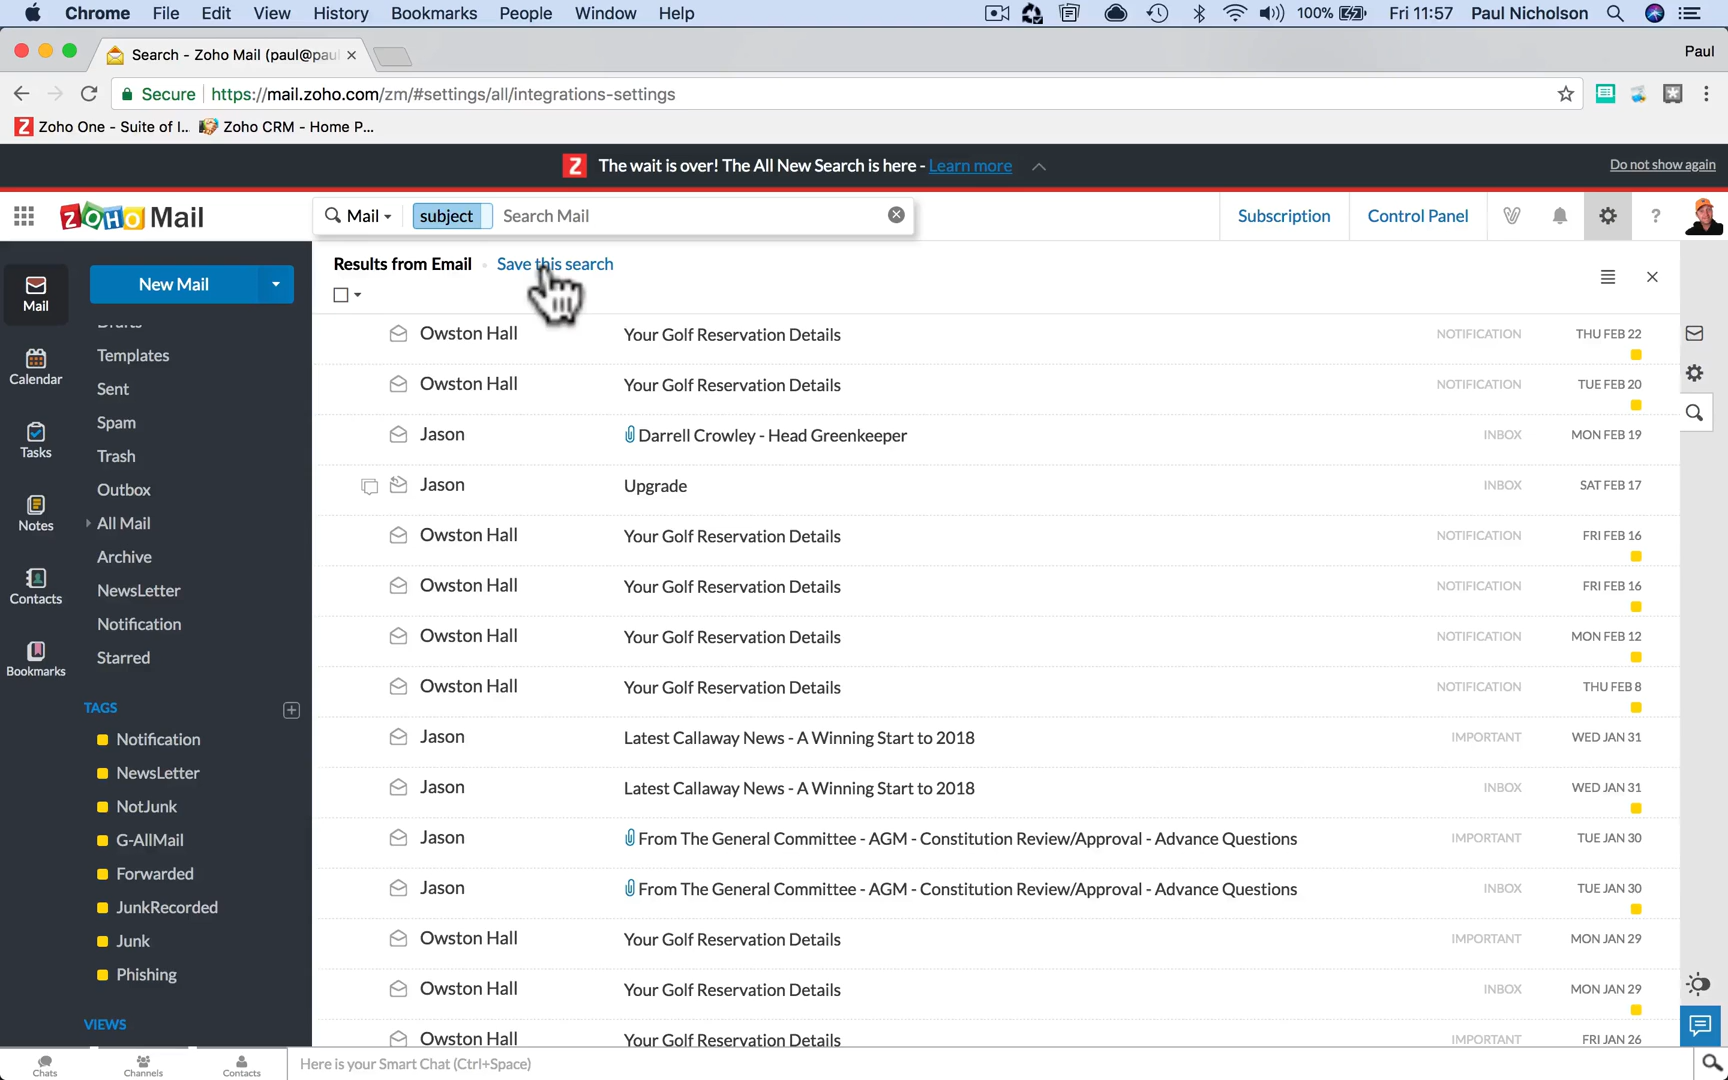 Chrome File Edit View History Bookmarks People Window Help 100% Fri 11:57 Paul Nicholson
Search - Zoho Mail (paul@pau Paul
Secure https://mail.zoho.com/zm/#settings/all/integrations-settings
Zoho One - Suite of I... Zoho CRM - Home P...
The wait is over! The All New Search is here - Learn more Do not show again
ZOHO Mail Mail subject Search Mail Subscription Control Panel ?
Results from Email Save this search
New Mail
Mail
Drafts
Templates
Sent
Spam
Trash
Outbox
All Mail
Archive
NewsLetter
Notification
Starred
Calendar
Tasks
Notes
Contacts
Bookmarks
TAGS
Notification
NewsLetter
NotJunk
G-AllMail
Forwarded
JunkRecorded
Junk
Phishing
VIEWS
Owston Hall Your Golf Reservation Details NOTIFICATION THU FEB 22
Owston Hall Your Golf Reservation Details NOTIFICATION TUE FEB 20
Jason Darrell Crowley - Head Greenkeeper INBOX MON FEB 19
Jason Upgrade INBOX SAT FEB 17
Owston Hall Your Golf Reservation Details NOTIFICATION FRI FEB 16
Owston Hall Your Golf Reservation Details NOTIFICATION FRI FEB 16
Owston Hall Your Golf Reservation Details NOTIFICATION MON FEB 12
Owston Hall Your Golf Reservation Details NOTIFICATION THU FEB 8
Jason Latest Callaway News - A Winning Start to 2018 IMPORTANT WED JAN 31
Jason Latest Callaway News - A Winning Start to 2018 INBOX WED JAN 31
Jason From The General Committee - AGM - Constitution Review/Approval - Advance Questions IMPORTANT TUE JAN 30
Jason From The General Committee - AGM - Constitution Review/Approval - Advance Questions INBOX TUE JAN 30
Owston Hall Your Golf Reservation Details IMPORTANT MON JAN 29
Owston Hall Your Golf Reservation Details INBOX MON JAN 29
Owston Hall Your Golf Reservation Details IMPORTANT FRI JAN 26
Chats Channels Contacts Here is your Smart Chat (Ctrl+Space)